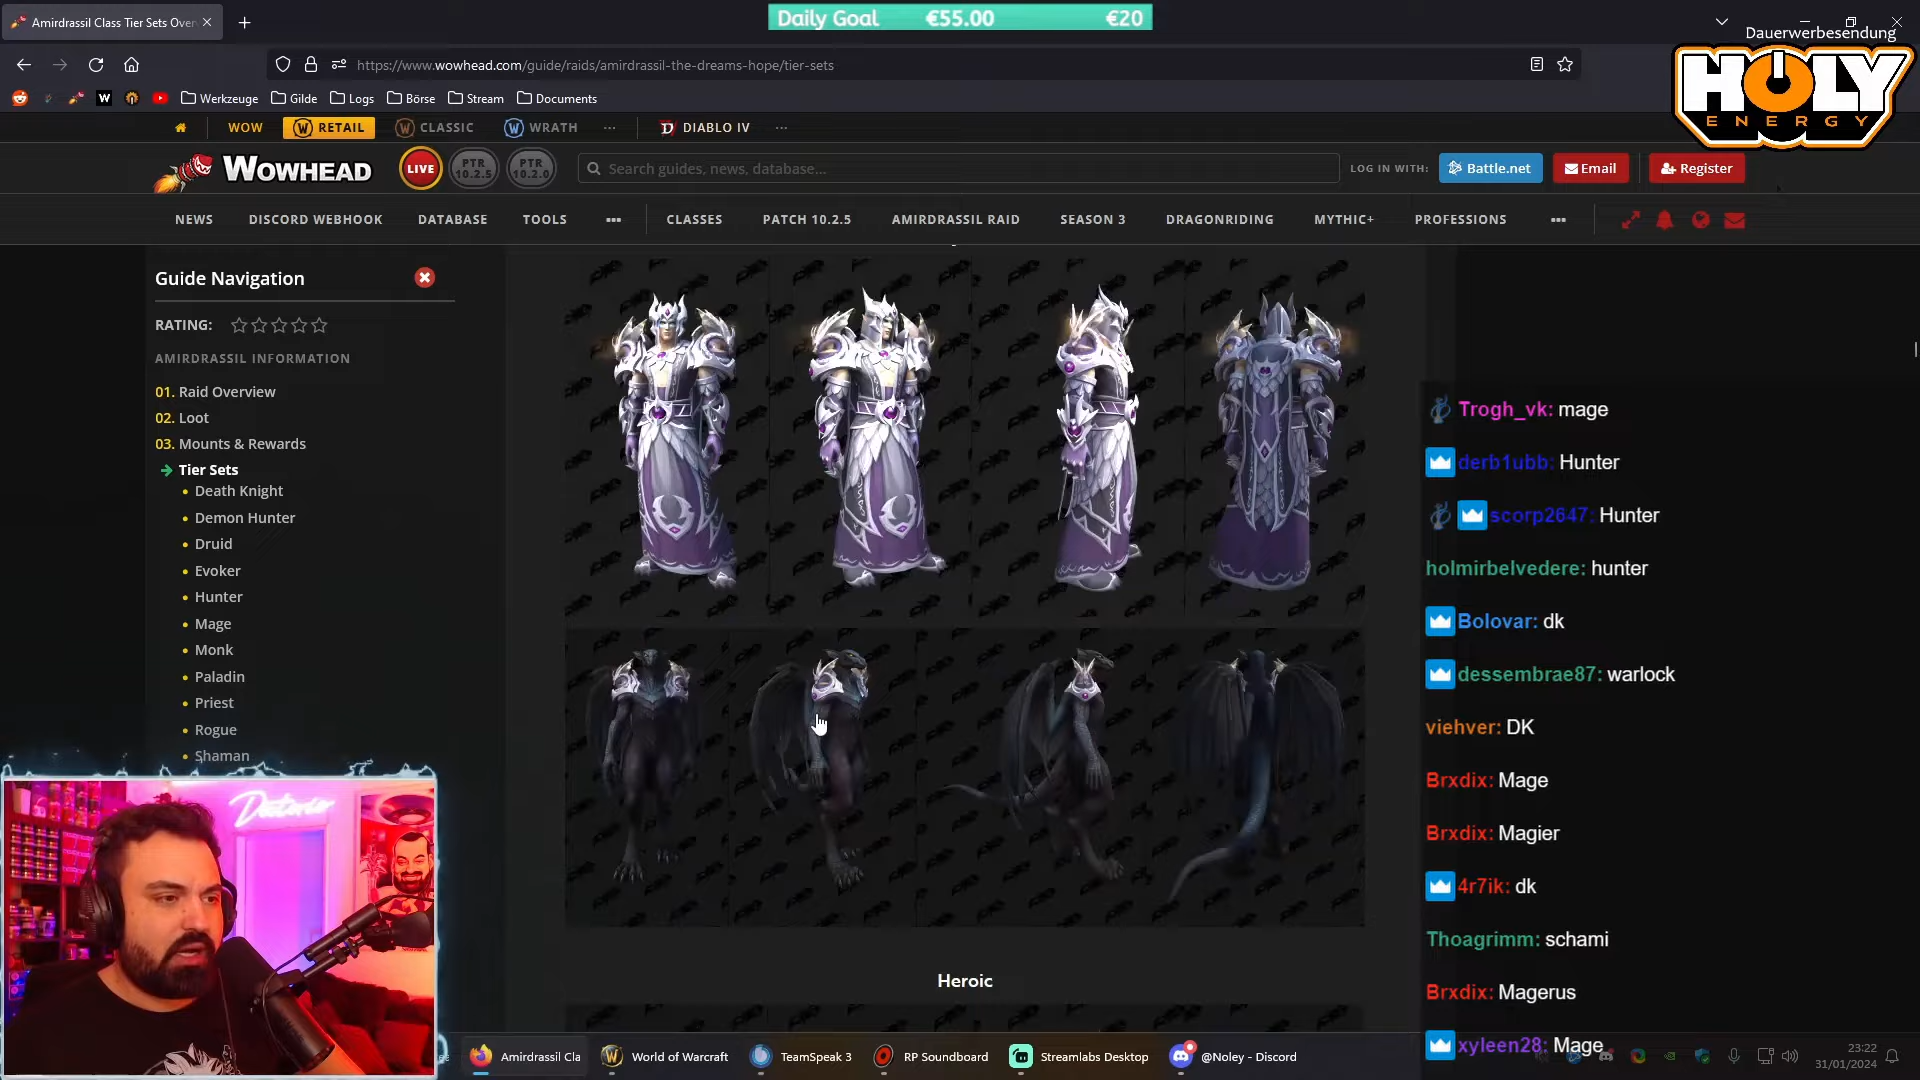 Amirdrassil Class Tier Sets Over
Daily Goal €55.00 €20
Dauerwerbesendung
HOLY
ENERGY
https://www.wowhead.com/guide/raids/amirdrassil-the-dreams-hope/tier-sets
Werkzeuge Gilde Logs Börse Stream Documents
WOW RETAIL CLASSIC WRATH ... DIABLO IV ...
WOWHEAD LIVE PTR 10.2.5 PTR 10.2.0 Search guides, news, database... LOG IN WITH: Battle.net Email Register
NEWS DISCORD WEBHOOK DATABASE TOOLS ... CLASSES PATCH 10.2.5 AMIRDRASSIL RAID SEASON 3 DRAGONRIDING MYTHIC+ PROFESSIONS ...
Guide Navigation
RATING:
AMIRDRASSIL INFORMATION
01. Raid Overview
02. Loot
03. Mounts & Rewards
Tier Sets
Death Knight
Demon Hunter
Druid
Evoker
Hunter
Mage
Monk
Paladin
Priest
Rogue
Shaman
Heroic
Trogh_vk: mage
derb1ubb: Hunter
scorp2647: Hunter
holmirbelvedere: hunter
Bolovar: dk
dessembrae87: warlock
viehver: DK
Brxdix: Mage
Brxdix: Magier
4r7ik: dk
Thoagrimm: schami
Brxdix: Magerus
xyleen28: Mage
Amirdrassil Cla World of Warcraft TeamSpeak 3 RP Soundboard Streamlabs Desktop @Noley - Discord
23:22
31/01/2024